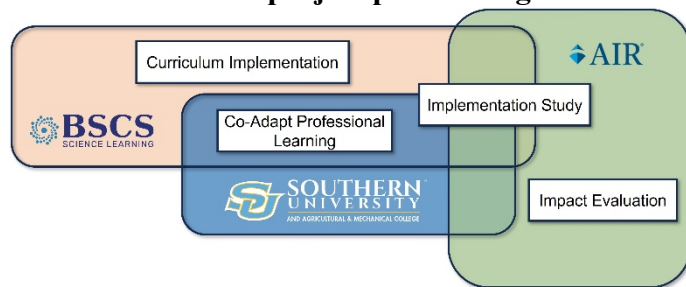 Curriculum Implementation
AIR
Implementation Study
Co-Adapt Professional
Learning
BSCS
SCIENCE LEARNING
SU
SOUTHERN
UNIVERSITY
AND AGRICULTURAL & MECHANICAL COLLEGE
Impact Evaluation